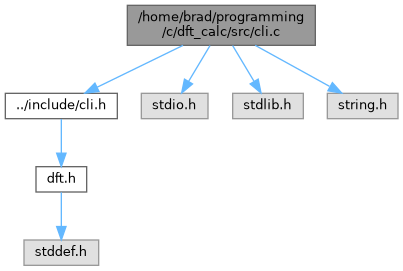 /home/brad/programming
/c/dft_calc/src/cli.c
../include/cli.h
stdio.h
stdlib.h
string.h
dft.h
stddef.h